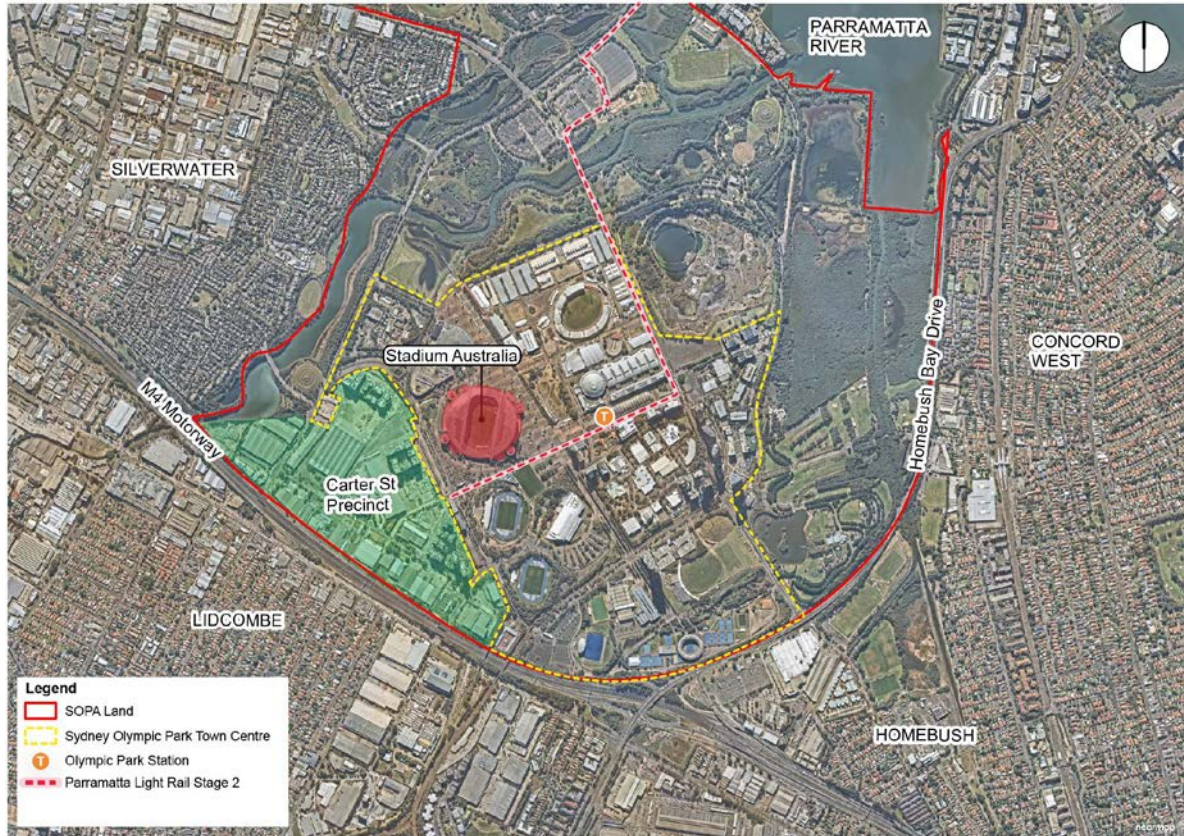 PARRAMATTA
RIVER
SILVERWATER
Stadium Australia
CONCORD
WEST
Homebush Bay Drive
M4 Motorway
T
Carter St
Precinct
LIDCOMBE
HOMEBUSH
Legend
SOPA Land
Sydney Olympic Park Town Centre
T Olympic Park Station
Parramatta Light Rail Stage 2
nearmap